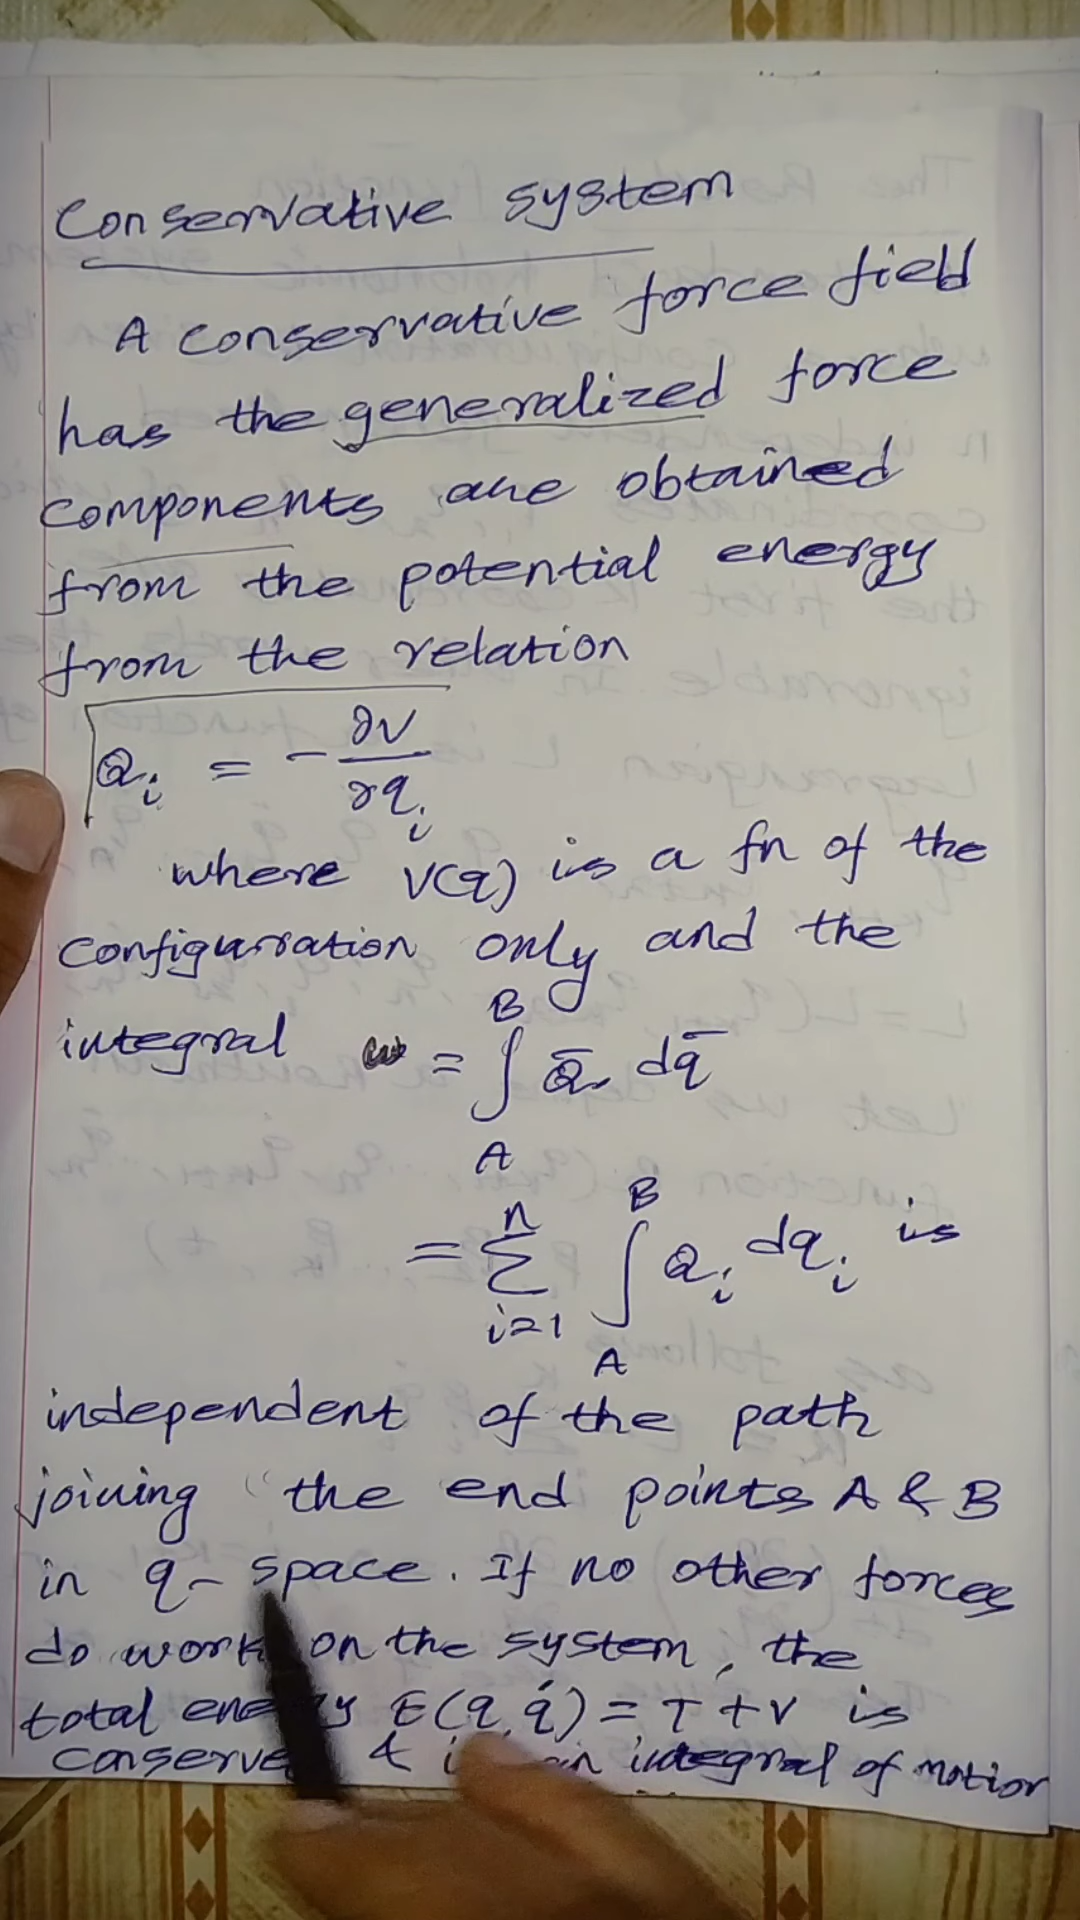 Conservative system
A conservative force field
has the generalized force
components are obtained
from the potential energy
from the relation
Qi = - ∂V/∂qi
where V(q) is a fn of the
configuration only and the
integral = ∫_A^B Q̄. dq̄
= Σ_{i=1}^n ∫_A^B Qi dqi is
independent of the path
joining the end points A & B
in q- space. If no other forces
do work on the system, the
total E(q, q̇) = T + V is
& integral of motion